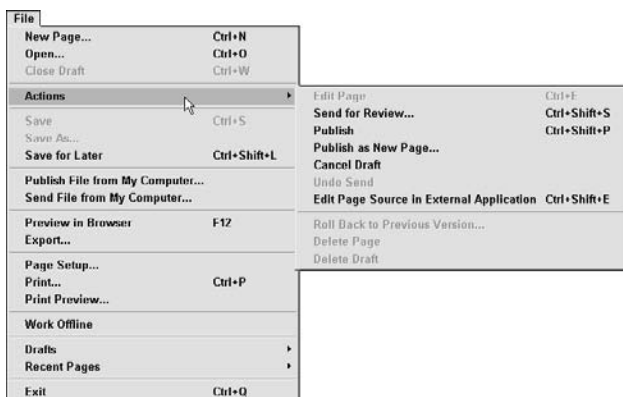 File
New Page... Ctrl+N
Open... Ctrl+O
Close Draft Ctrl+W
Actions
Save Ctrl+S
Save As...
Save for Later Ctrl+Shift+L
Publish File from My Computer...
Send File from My Computer...
Preview in Browser F12
Export...
Page Setup...
Print... Ctrl+P
Print Preview...
Work Offline
Drafts
Recent Pages
Exit Ctrl+Q
Edit Page Ctrl+E
Send for Review... Ctrl+Shift+S
Publish Ctrl+Shift+P
Publish as New Page...
Cancel Draft
Undo Send
Edit Page Source in External Application Ctrl+Shift+E
Roll Back to Previous Version...
Delete Page
Delete Draft